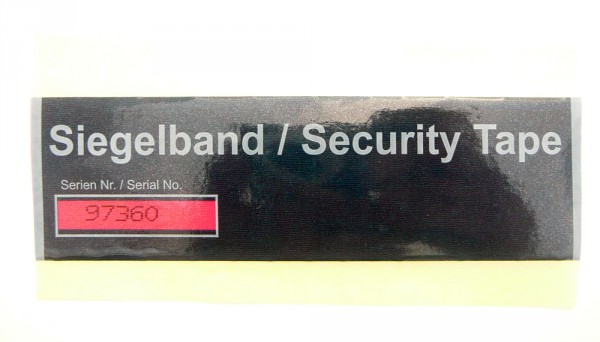 Siegelband / Security Tape
Serien Nr. / Serial No.
97360